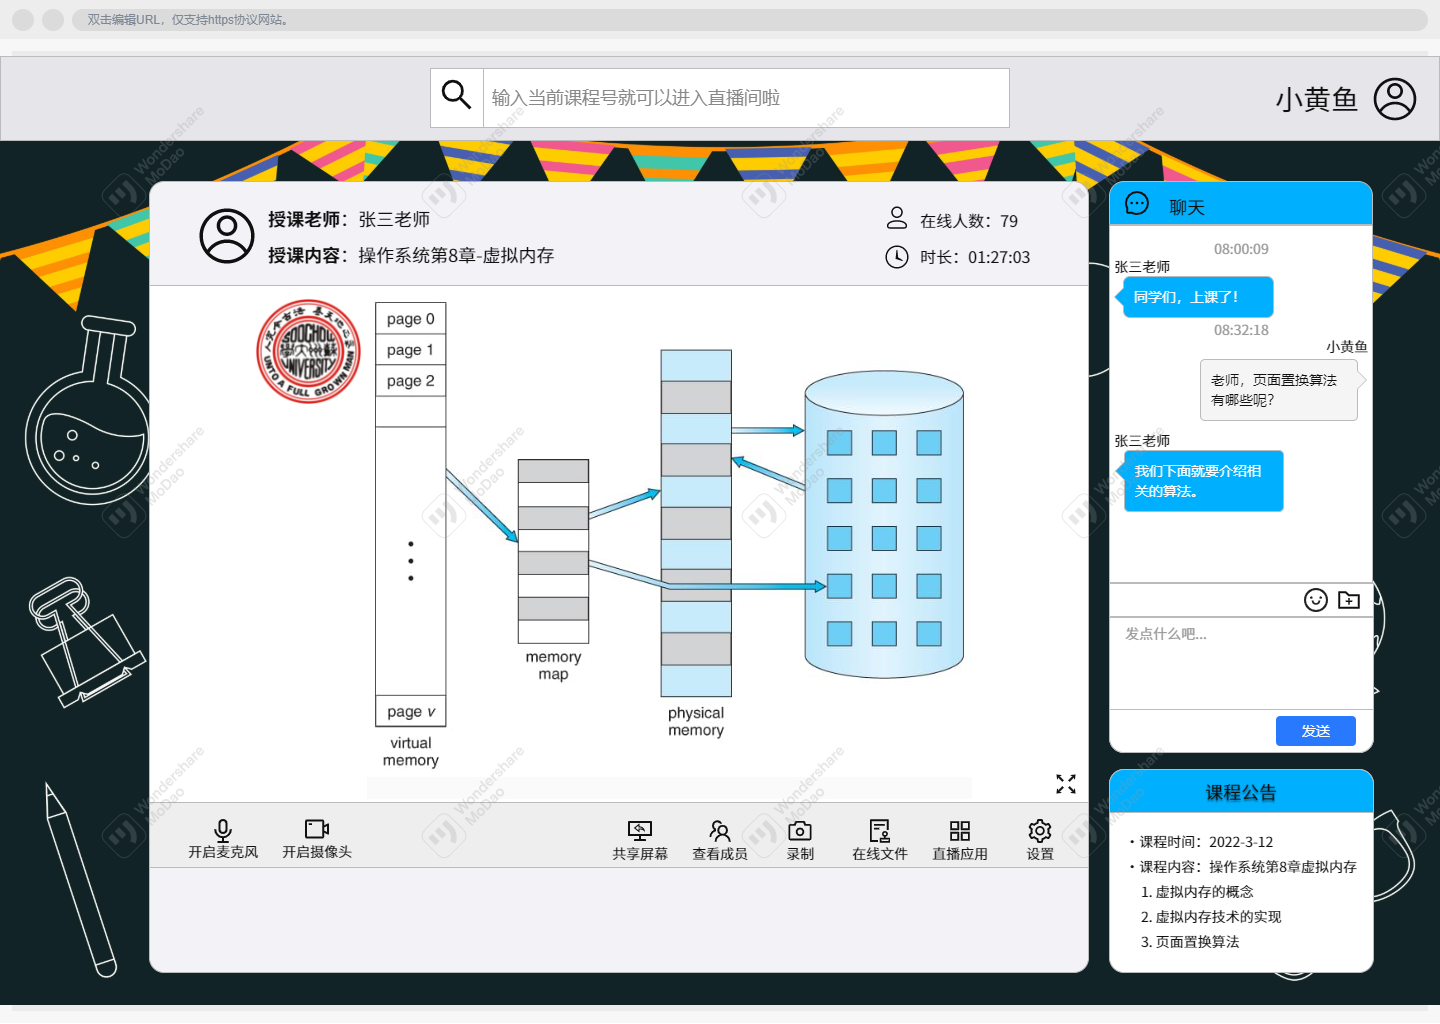 双击编辑URL，仅支持https协议网站。
输入当前课程号就可以进入直播间啦
小黄鱼
授课老师：张三老师
授课内容：操作系统第8章-虚拟内存
在线人数：79
时长：01:27:03
SOOCHOW
UNIVERSITY
UNTO A FULL GROWN MAN
page 0
page 1
page 2
page v
virtual
memory
memory
map
physical
memory
开启麦克风
开启摄像头
共享屏幕
查看成员
录制
在线文件
直播应用
设置
聊天
08:00:09
张三老师
同学们，上课了！
08:32:18
小黄鱼
老师，页面置换算法
有哪些呢？
张三老师
我们下面就要介绍相
关的算法。
发点什么吧...
发送
课程公告
·课程时间：2022-3-12
·课程内容：操作系统第8章虚拟内存
1. 虚拟内存的概念
2. 虚拟内存技术的实现
3. 页面置换算法
Wondershare
MoDao